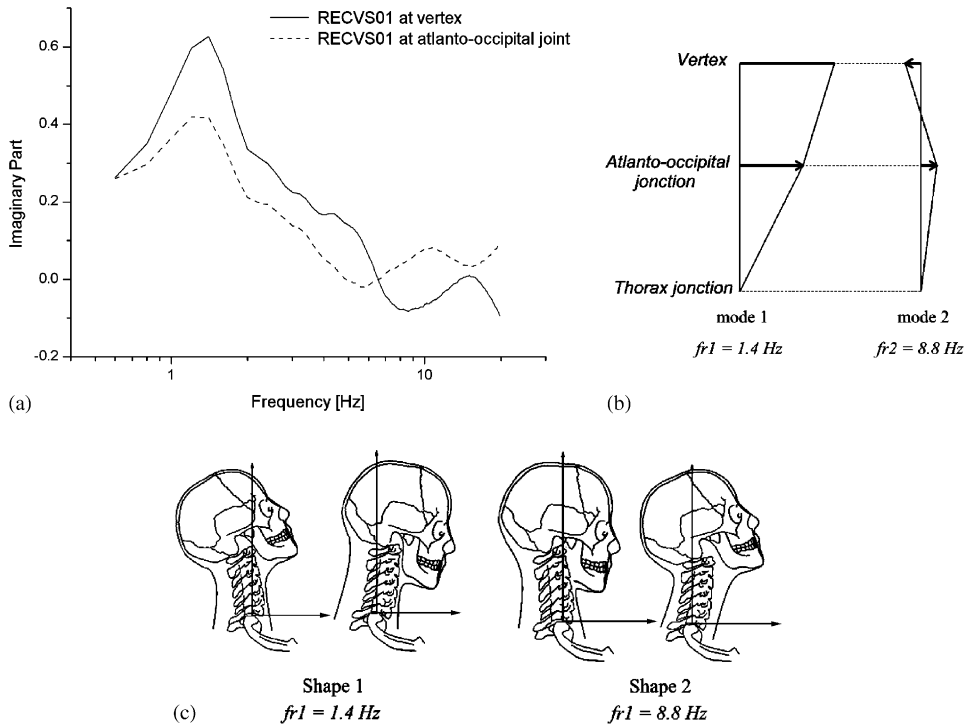 RECVS01 at vertex
RECVS01 at atlanto-occipital joint
0.6
0.4
0.2
0.0
-0.2
Imaginary Part
1
10
Frequency [Hz]
(a)
Vertex
Atlanto-occipital
jonction
Thorax jonction
mode 1
mode 2
fr1 = 1.4 Hz
fr2 = 8.8 Hz
(b)
Shape 1
Shape 2
fr1 = 1.4 Hz
fr1 = 8.8 Hz
(c)